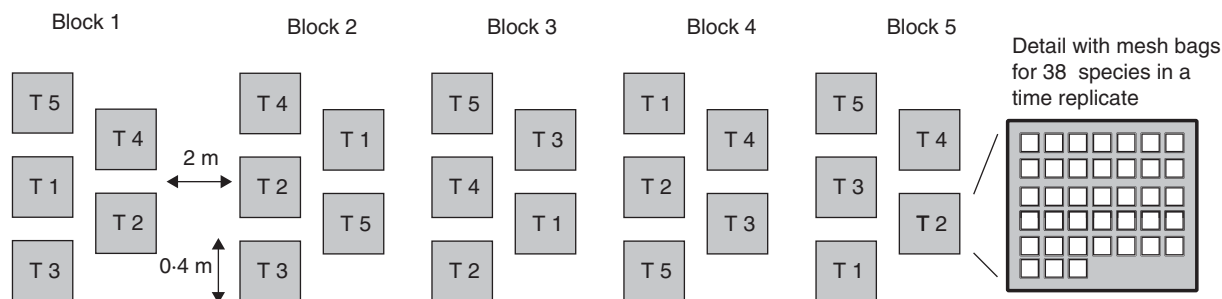 Block 1
Block 2
Block 3
Block 4
Block 5
Detail with mesh bags
for 38 species in a
time replicate
T 5
T 4
T 1
T 2
T 3
2 m
0·4 m
T 4
T 1
T 2
T 5
T 3
T 5
T 3
T 4
T 1
T 2
T 1
T 4
T 2
T 3
T 5
T 5
T 4
T 3
T 2
T 1